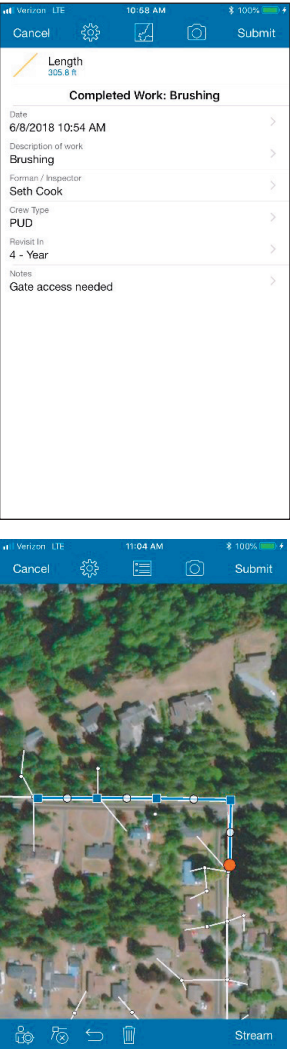 Verizon LTE 10:58 AM 100%
Cancel Submit
Length
305.8 ft
Completed Work: Brushing
Date
6/8/2018 10:54 AM
Description of work
Brushing
Forman / Inspector
Seth Cook
Crew Type
PUD
Revisit In
4 - Year
Notes
Gate access needed
Verizon LTE 11:04 AM 100%
Cancel Submit
Stream